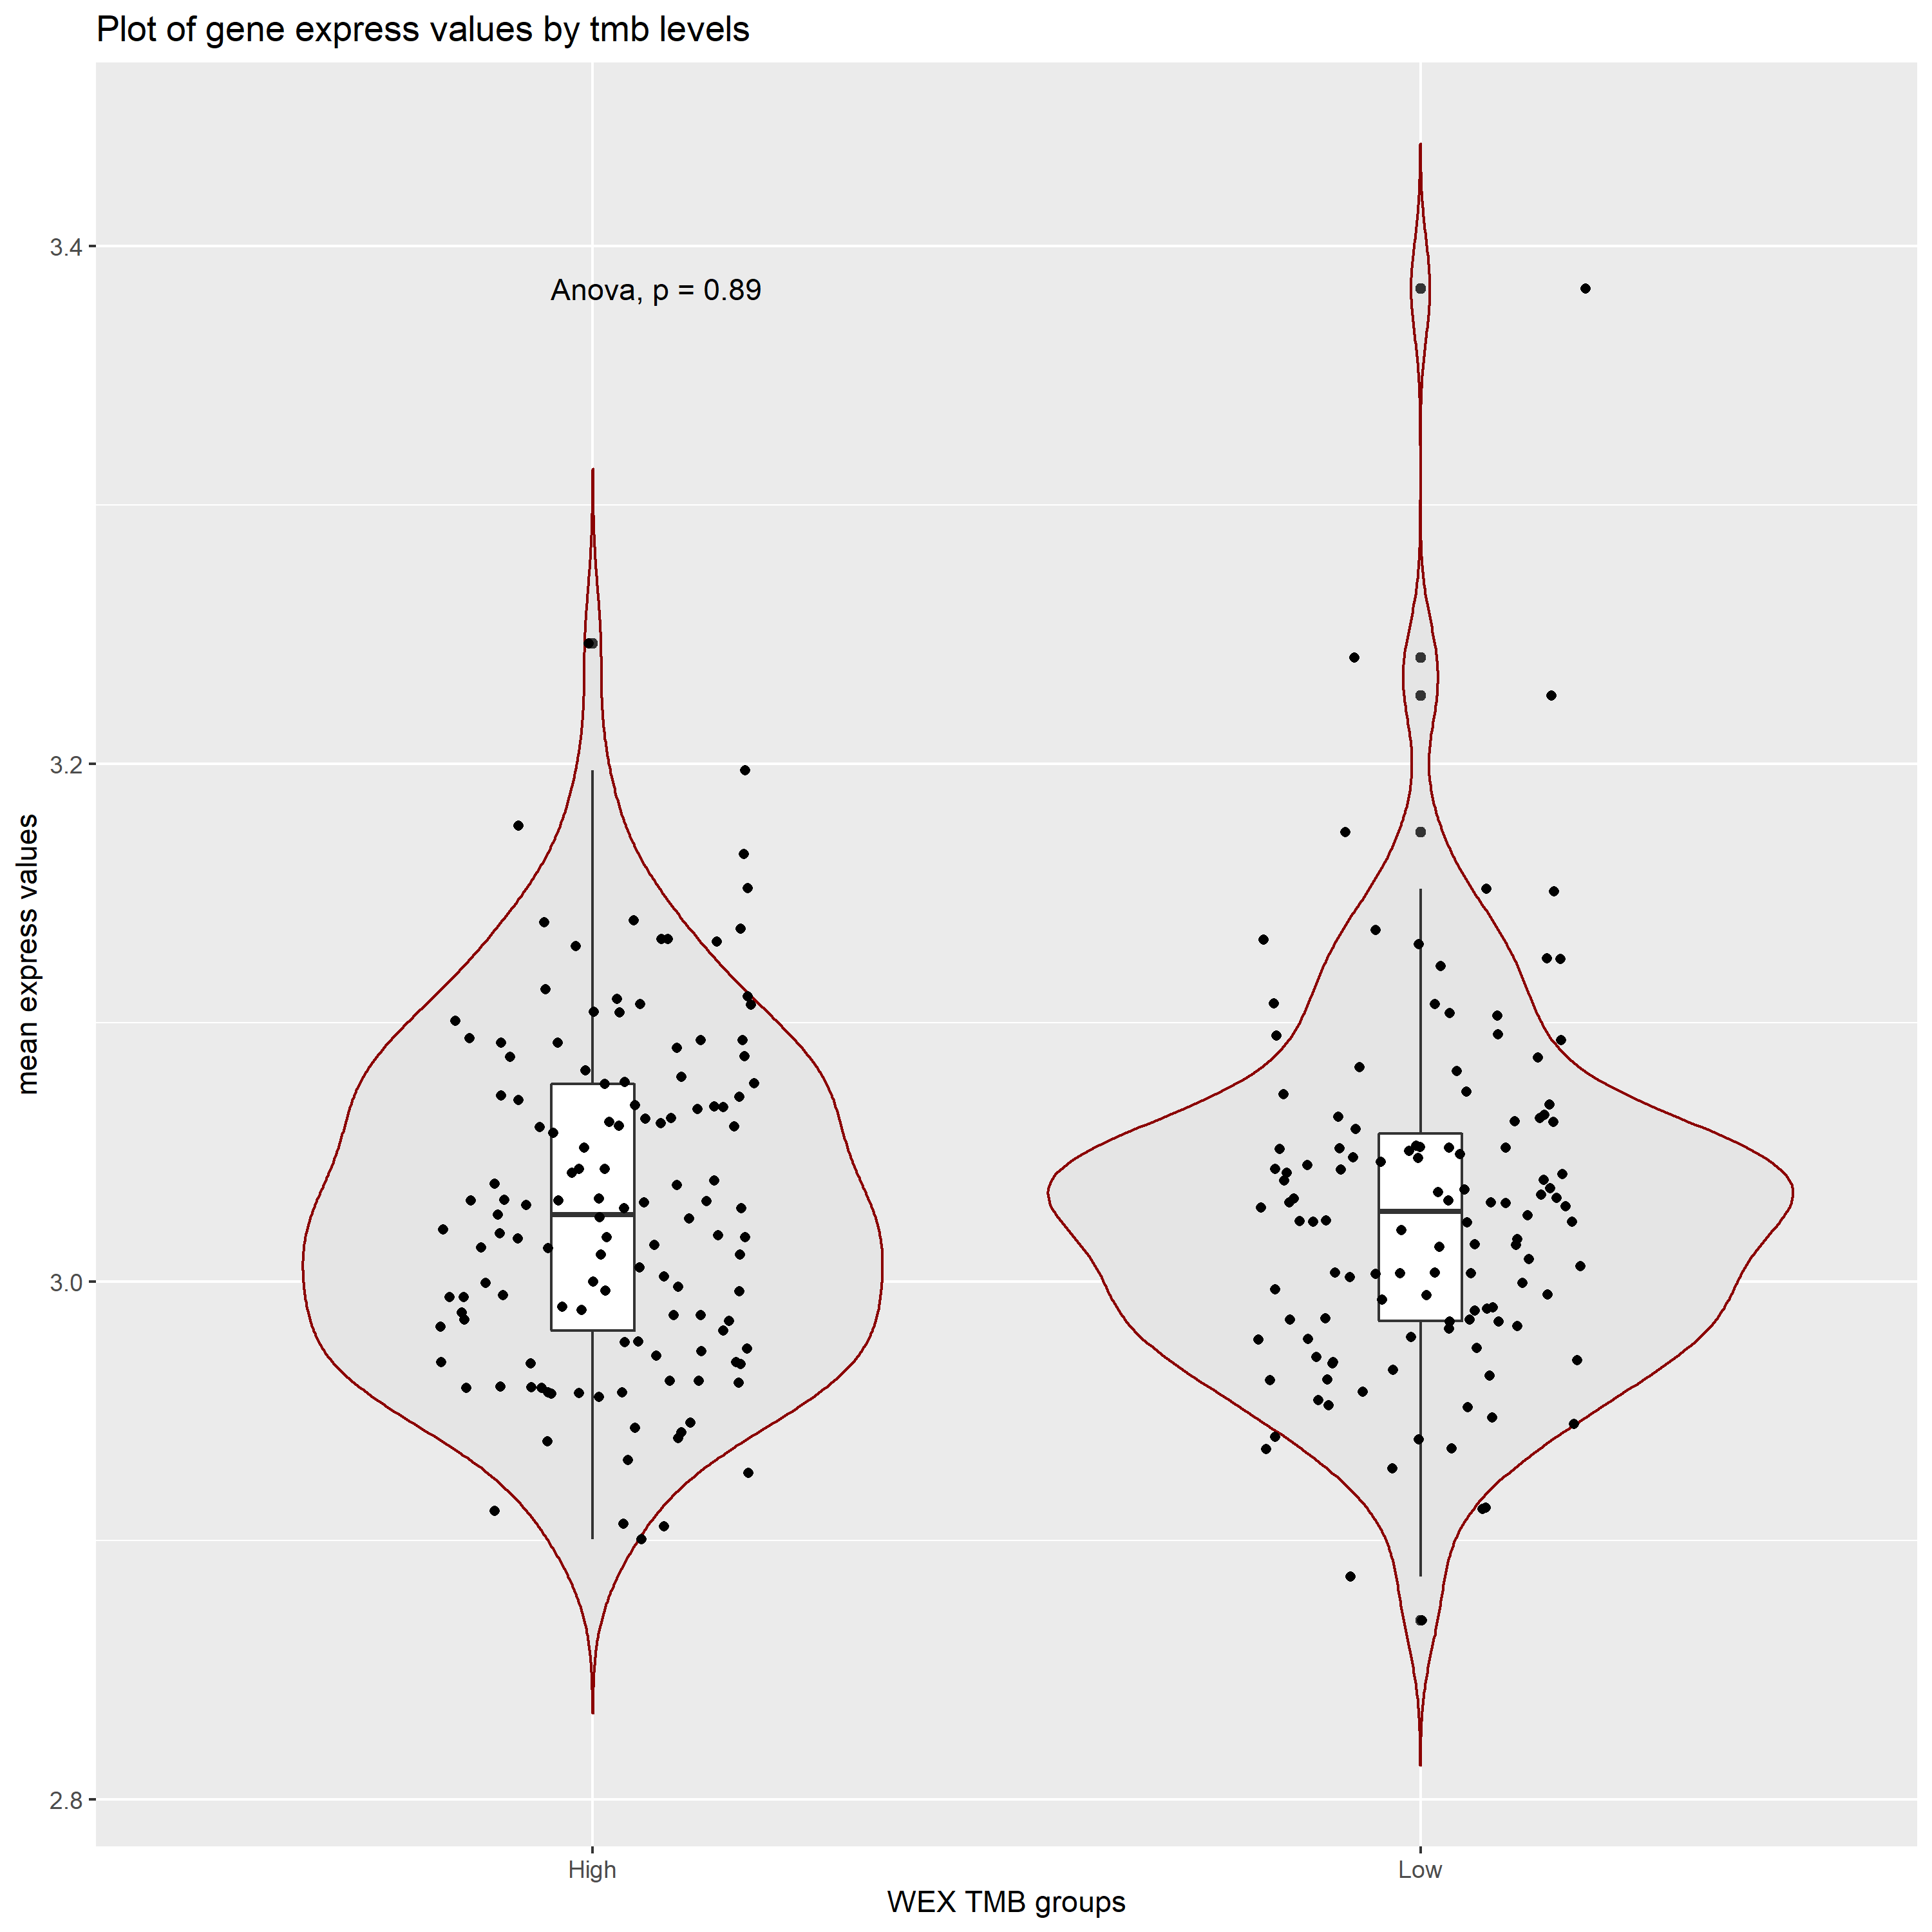 Plot of gene express values by tmb levels
Anova, p = 0.89
3.4
3.2
3.0
2.8
mean express values
High
Low
WEX TMB groups